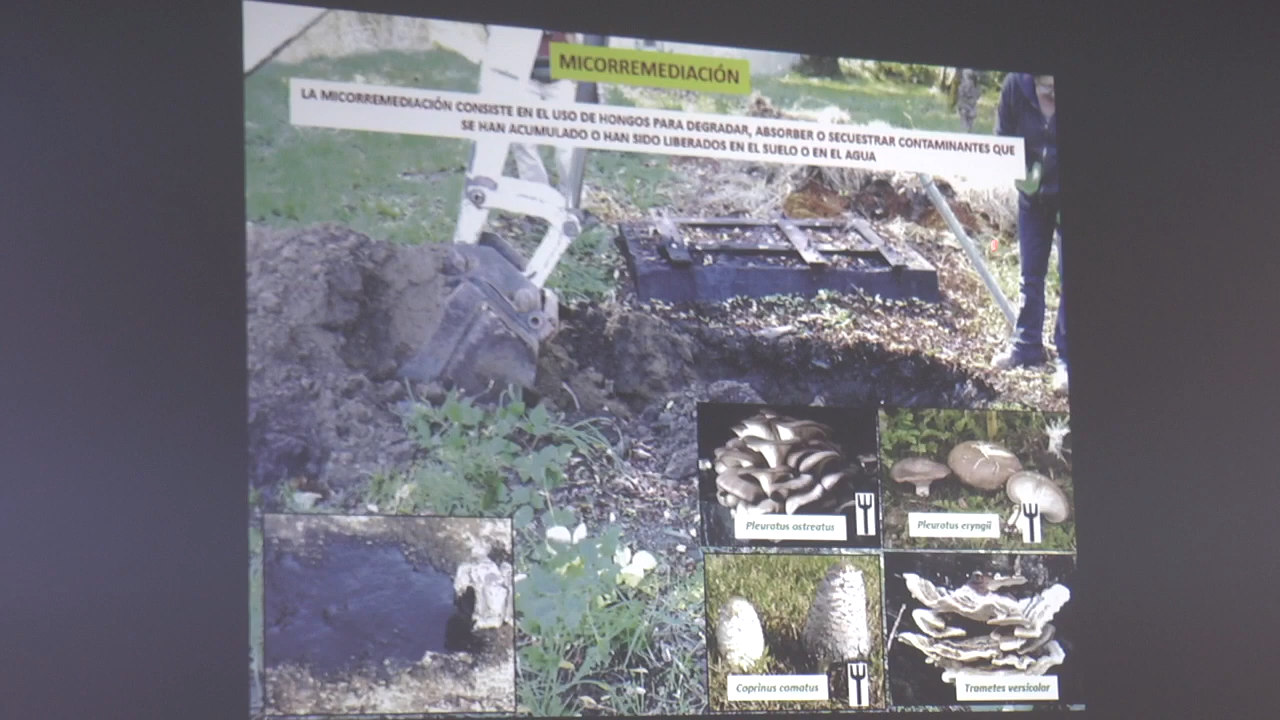 MICORREMEDIACIÓN
LA MICORREMEDIACIÓN CONSISTE EN EL USO DE HONGOS PARA DEGRADAR, ABSORBER O SECUESTRAR CONTAMINANTES QUE
SE HAN ACUMULADO O HAN SIDO LIBERADOS EN EL SUELO O EN EL AGUA
Pleurotus ostreatus
Pleurotus eryngii
Coprinus comatus
Trametes versicolor